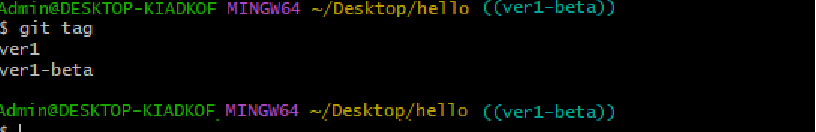 Admin@DESKTOP-KIADKOF MINGW64 ~/Desktop/hello ((ver1-beta))
$ git tag
ver1
ver1-beta
Admin@DESKTOP-KIADKOF MINGW64 ~/Desktop/hello ((ver1-beta))
$